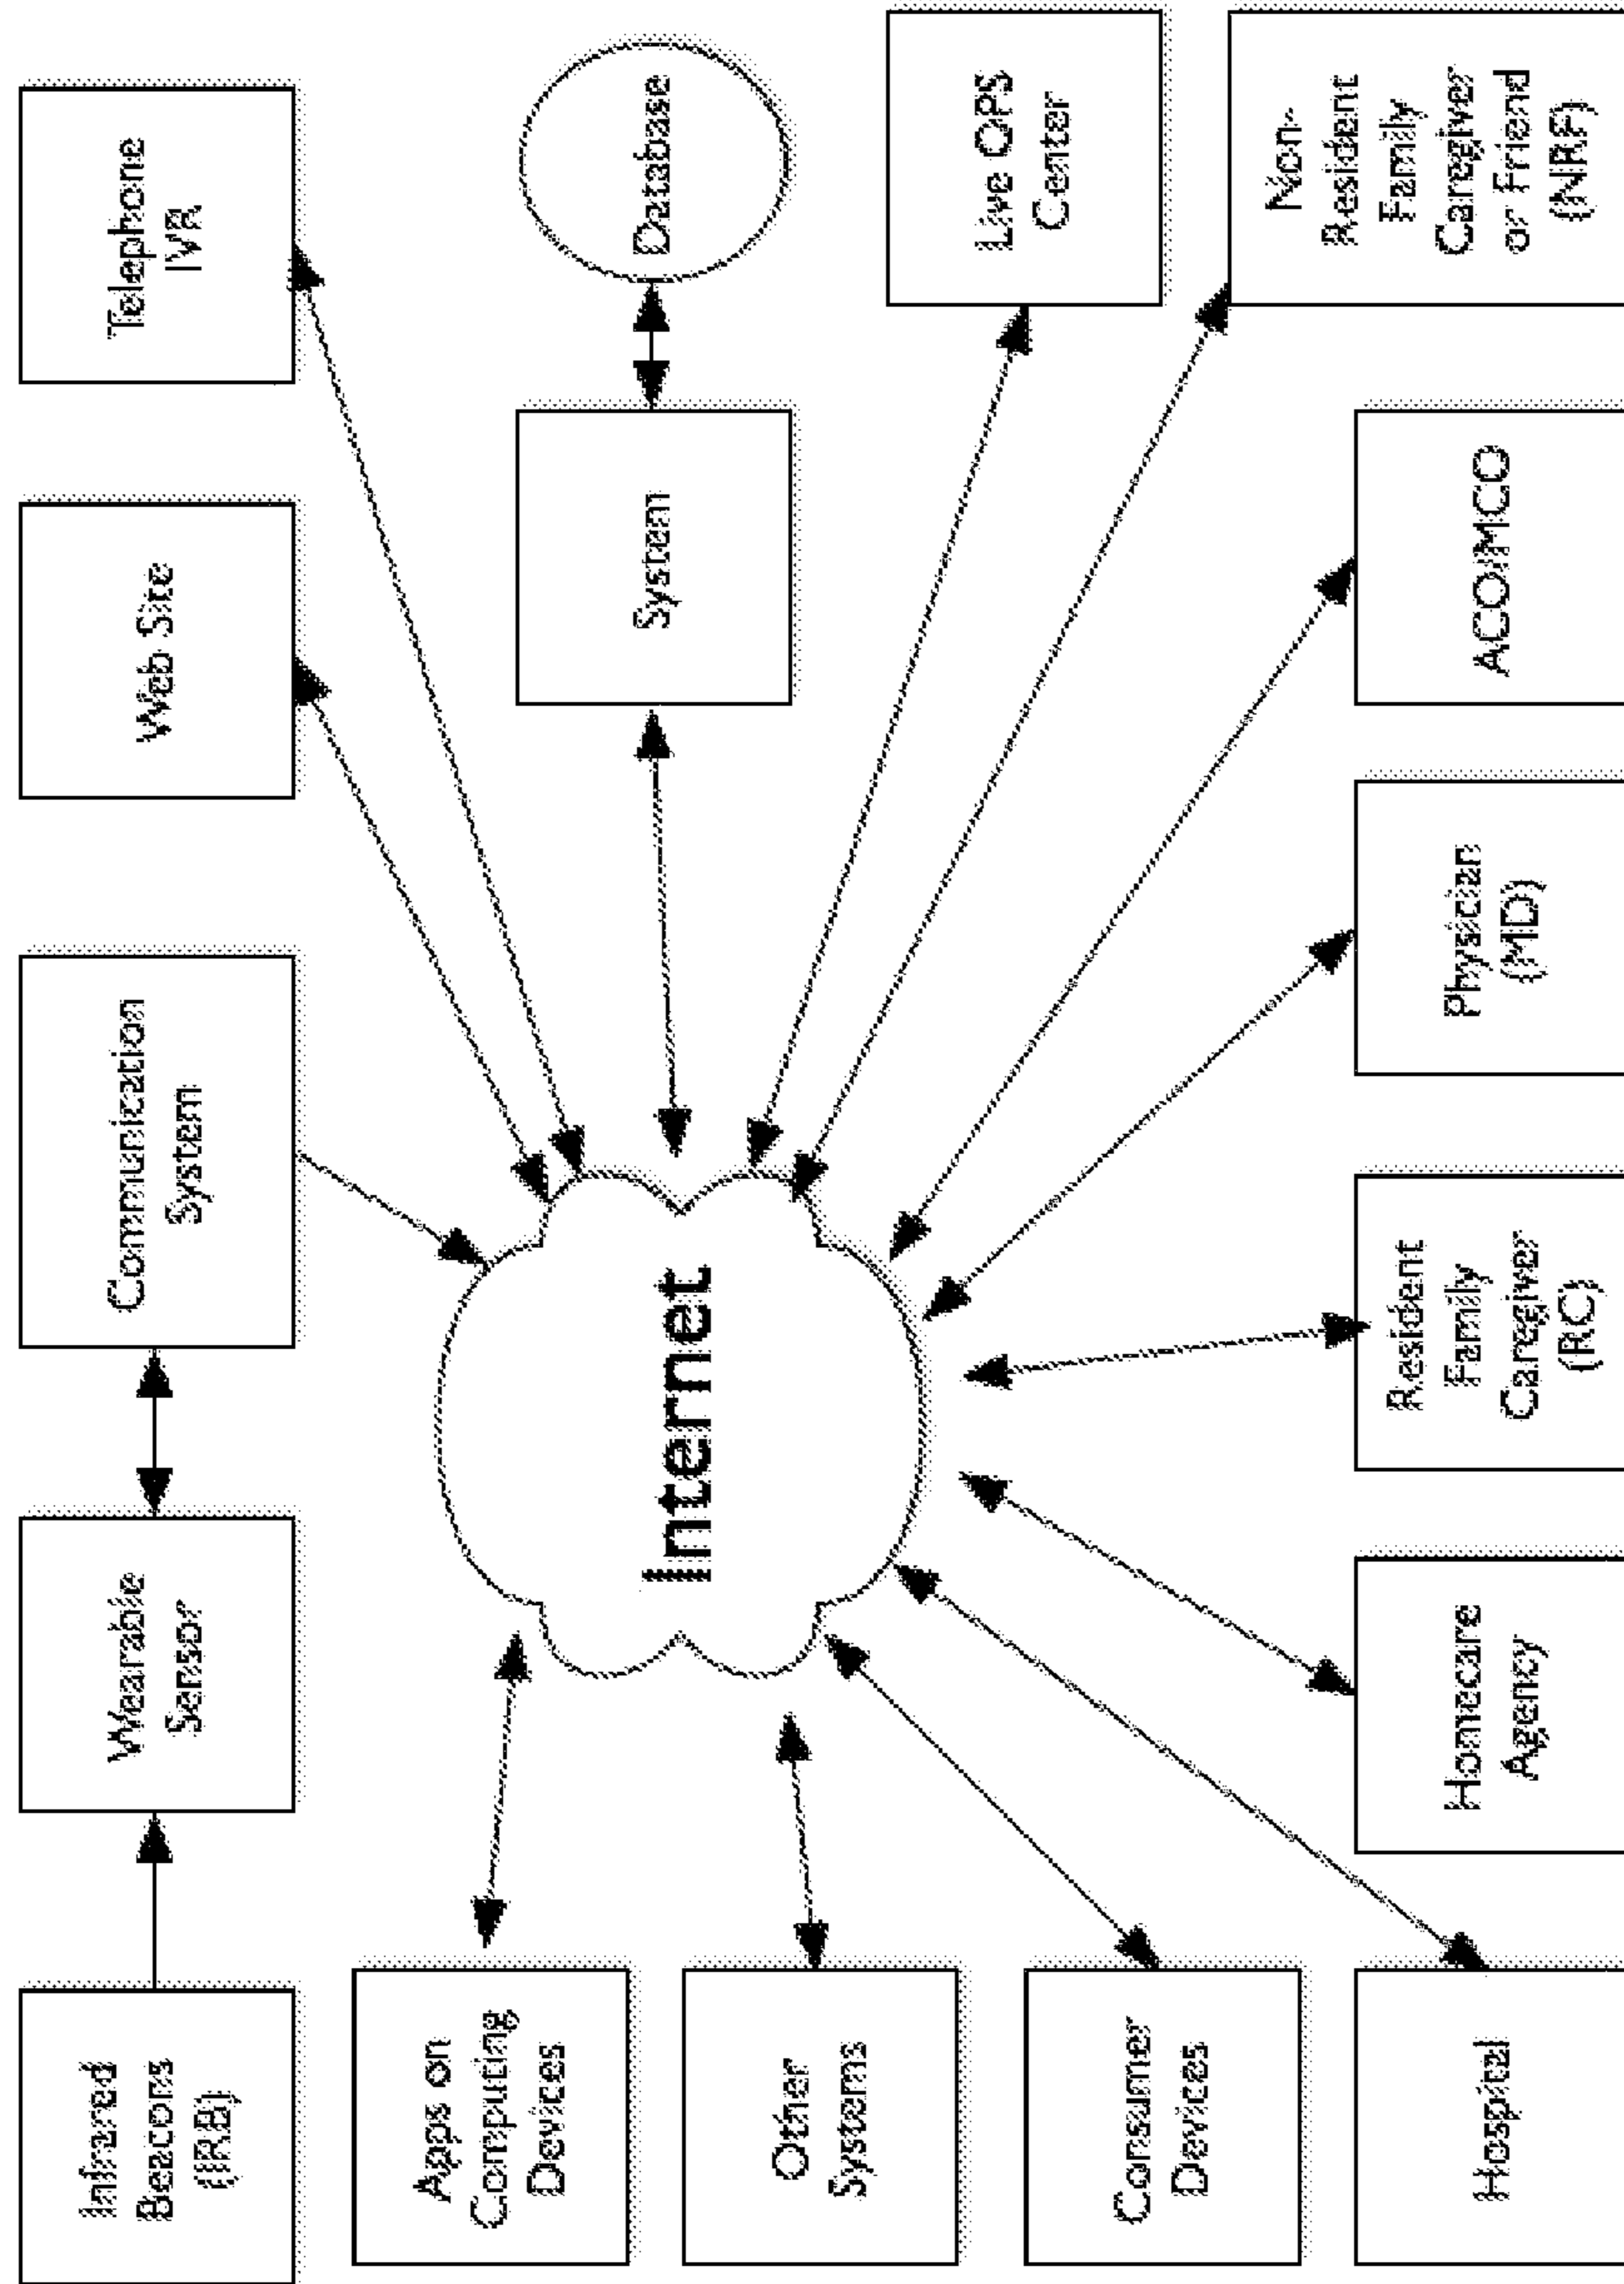 Infrared
Beacons
(IRB)
Wearable
Sensor
Communication
System
Web Site
Telephone
IVR
Apps on
Computing
Devices
Other
Systems
Consumer
Devices
Hospital
Internet
System
Database
Live OPS
Center
Non-
Resident
Family
Caregiver
or Friend
(NRF)
Homecare
Agency
Resident
Family
Caregiver
(RC)
Physician
(MD)
ACOMCO